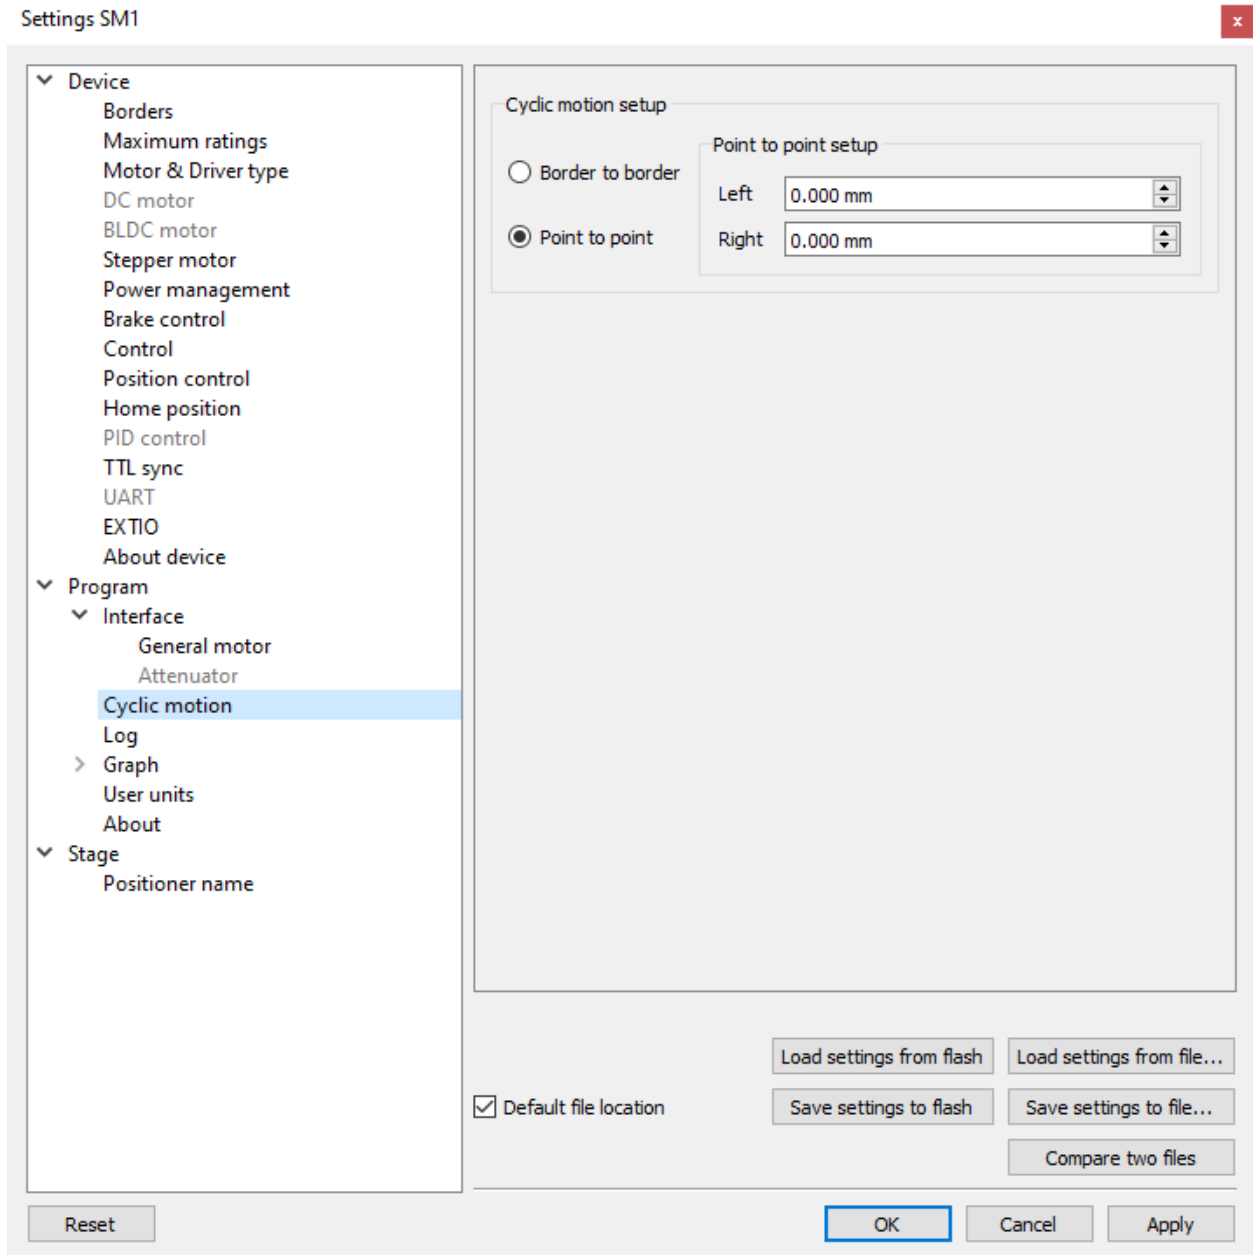 Settings SM1
x
Device
Borders
Maximum ratings
Motor & Driver type
DC motor
BLDC motor
Stepper motor
Power management
Brake control
Control
Position control
Home position
PID control
TTL sync
UART
EXTIO
About device
Program
Interface
General motor
Attenuator
Cyclic motion
Log
Graph
User units
About
Stage
Positioner name
Cyclic motion setup
Border to border
Point to point
Point to point setup
Left 0.000 mm
Right 0.000 mm
Load settings from flash Load settings from file...
Default file location Save settings to flash Save settings to file...
Compare two files
Reset OK Cancel Apply